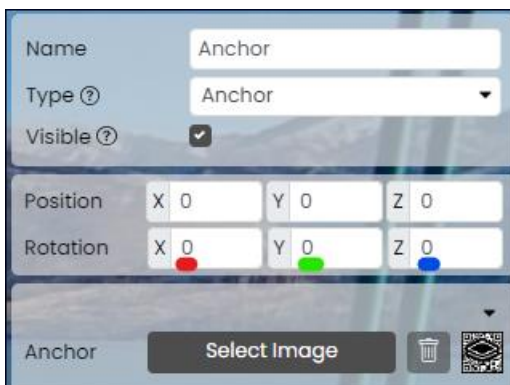 Name Anchor
Type ? Anchor
Visible ?
Position X 0 Y 0 Z 0
Rotation X 0 Y 0 Z 0
Anchor Select Image